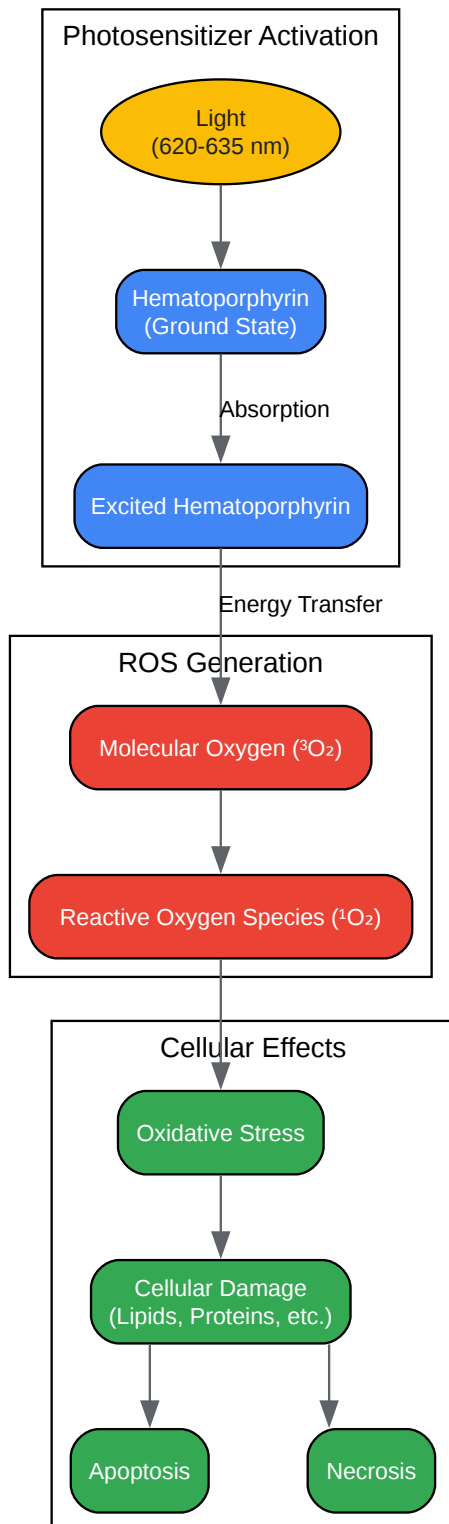 Photosensitizer Activation
Light
(620-635 nm)
Hematoporphyrin
(Ground State)
Absorption
Excited Hematoporphyrin
Energy Transfer
ROS Generation
Molecular Oxygen (³O₂)
Reactive Oxygen Species (¹O₂)
Cellular Effects
Oxidative Stress
Cellular Damage
(Lipids, Proteins, etc.)
Apoptosis
Necrosis